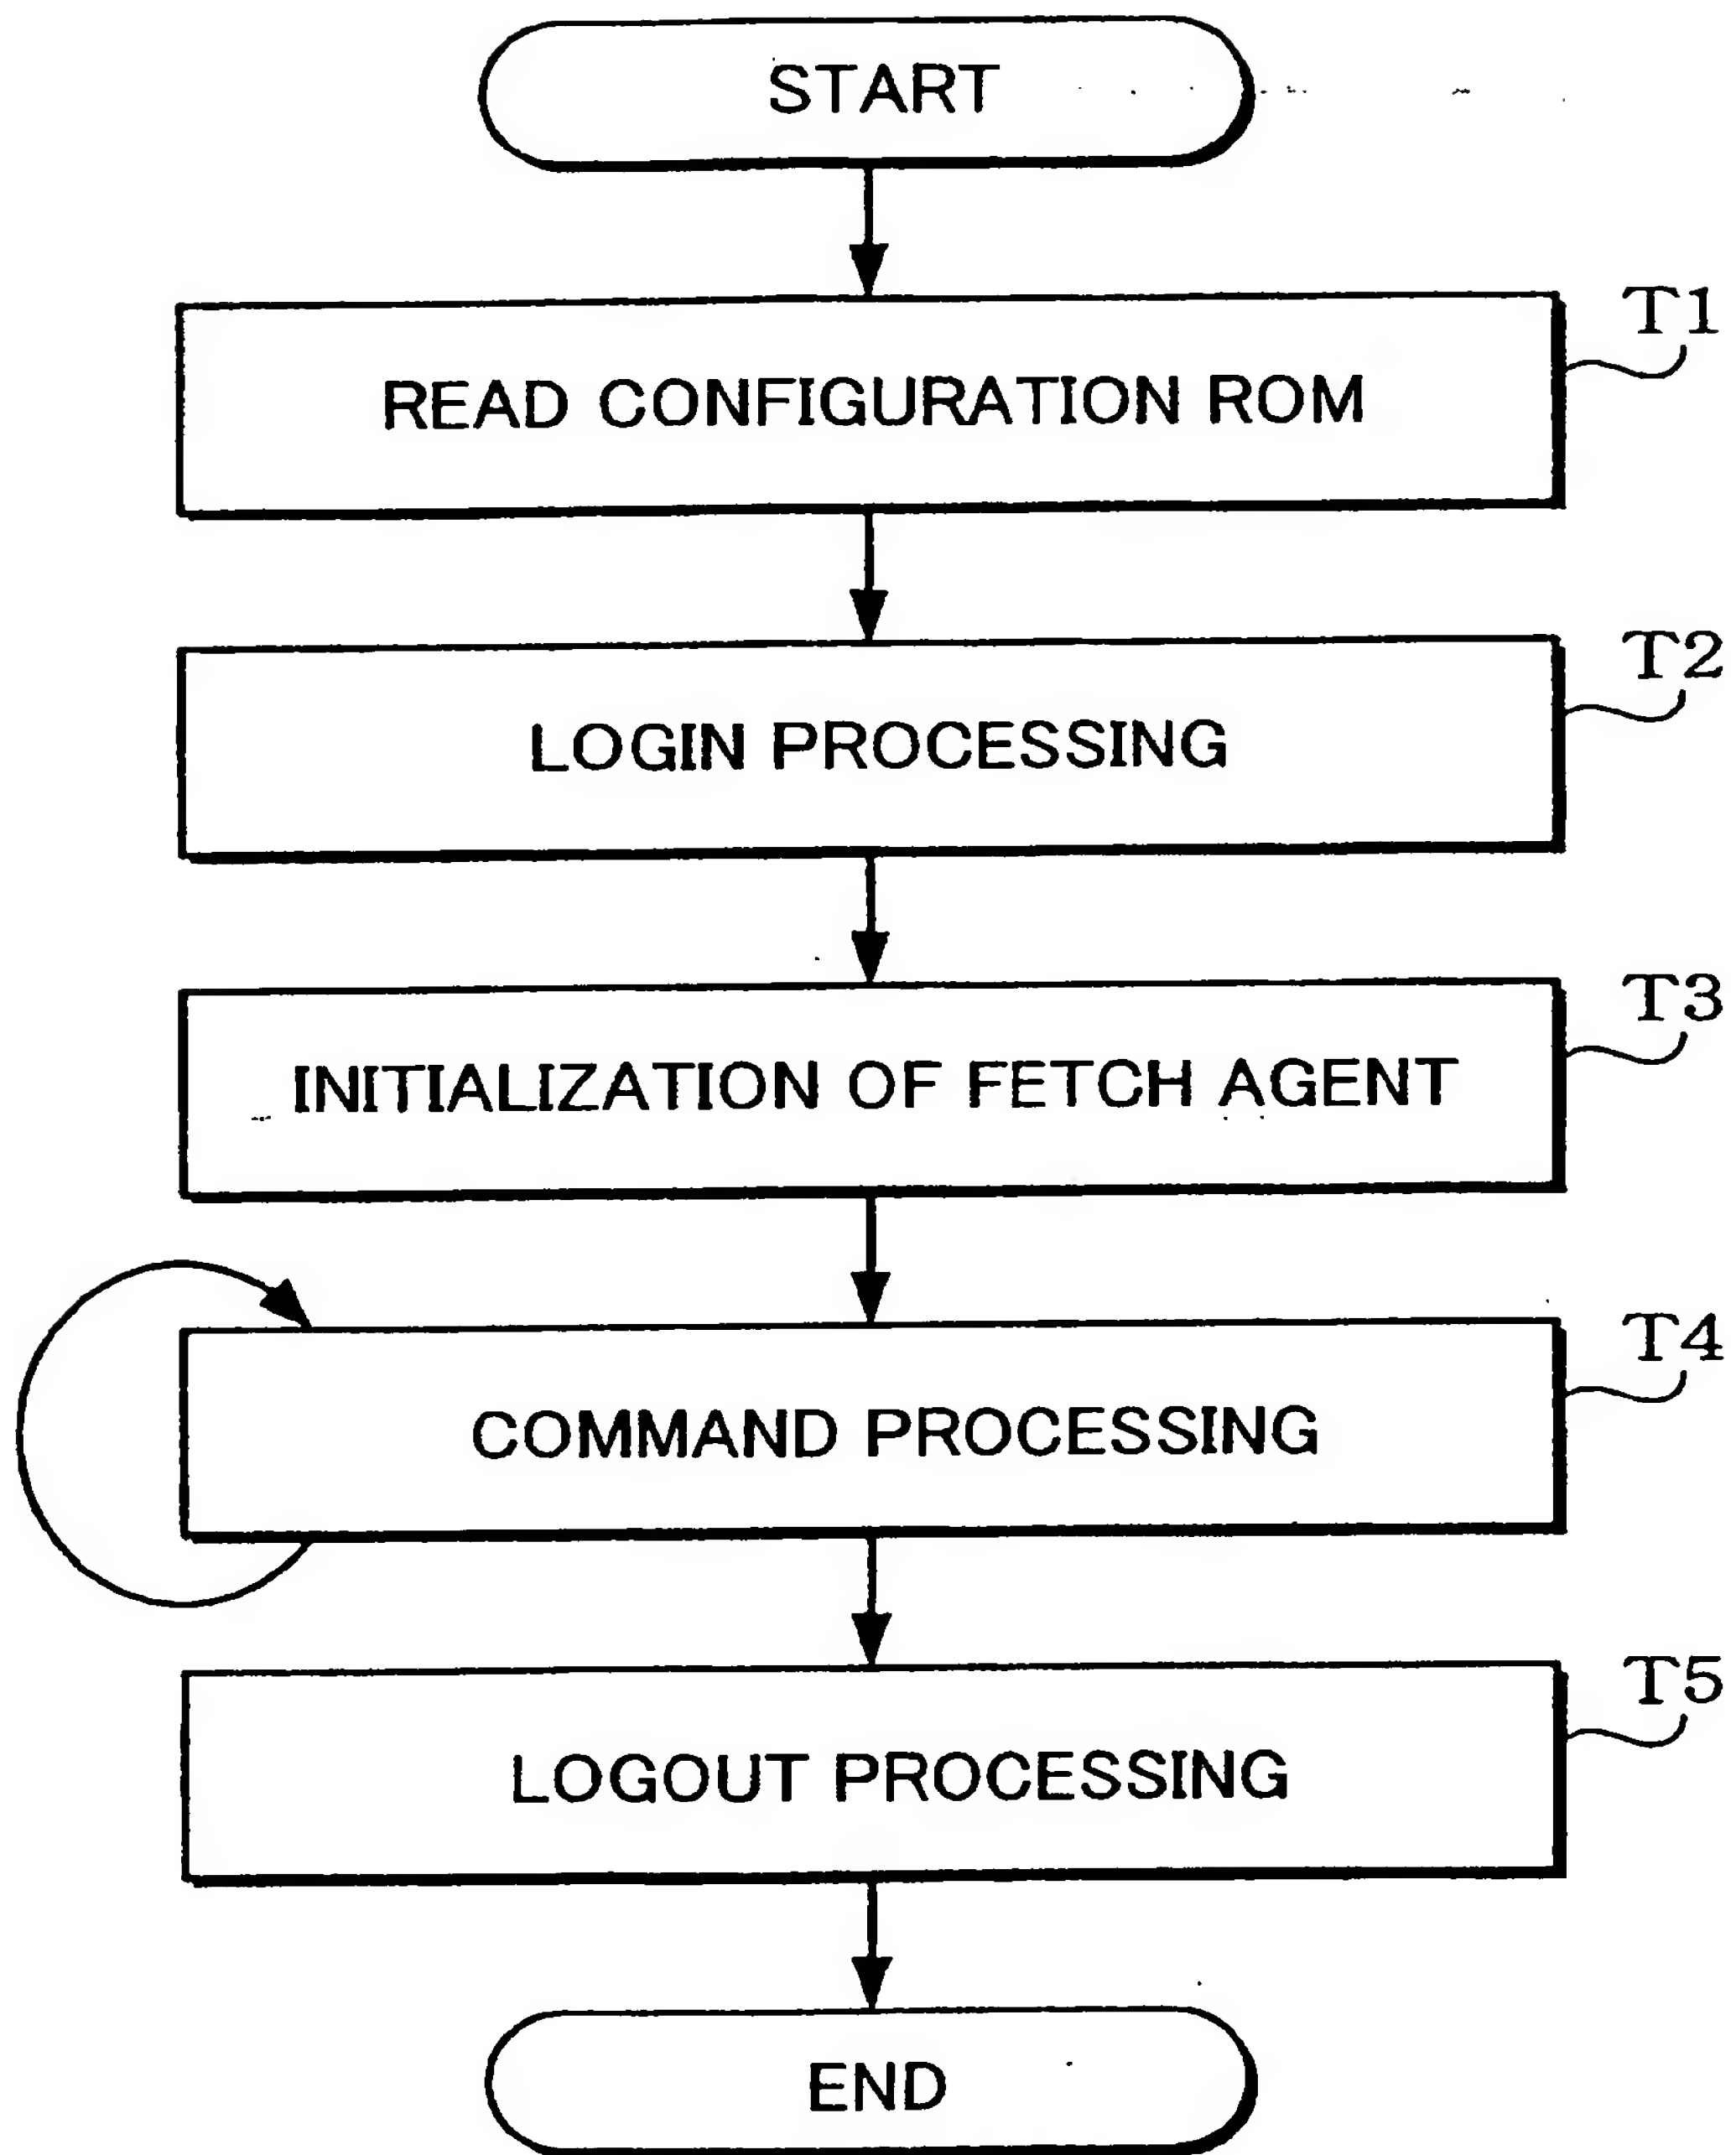 START
T1
READ CONFIGURATION ROM
T2
LOGIN PROCESSING
T3
INITIALIZATION OF FETCH AGENT
T4
COMMAND PROCESSING
T5
LOGOUT PROCESSING
END